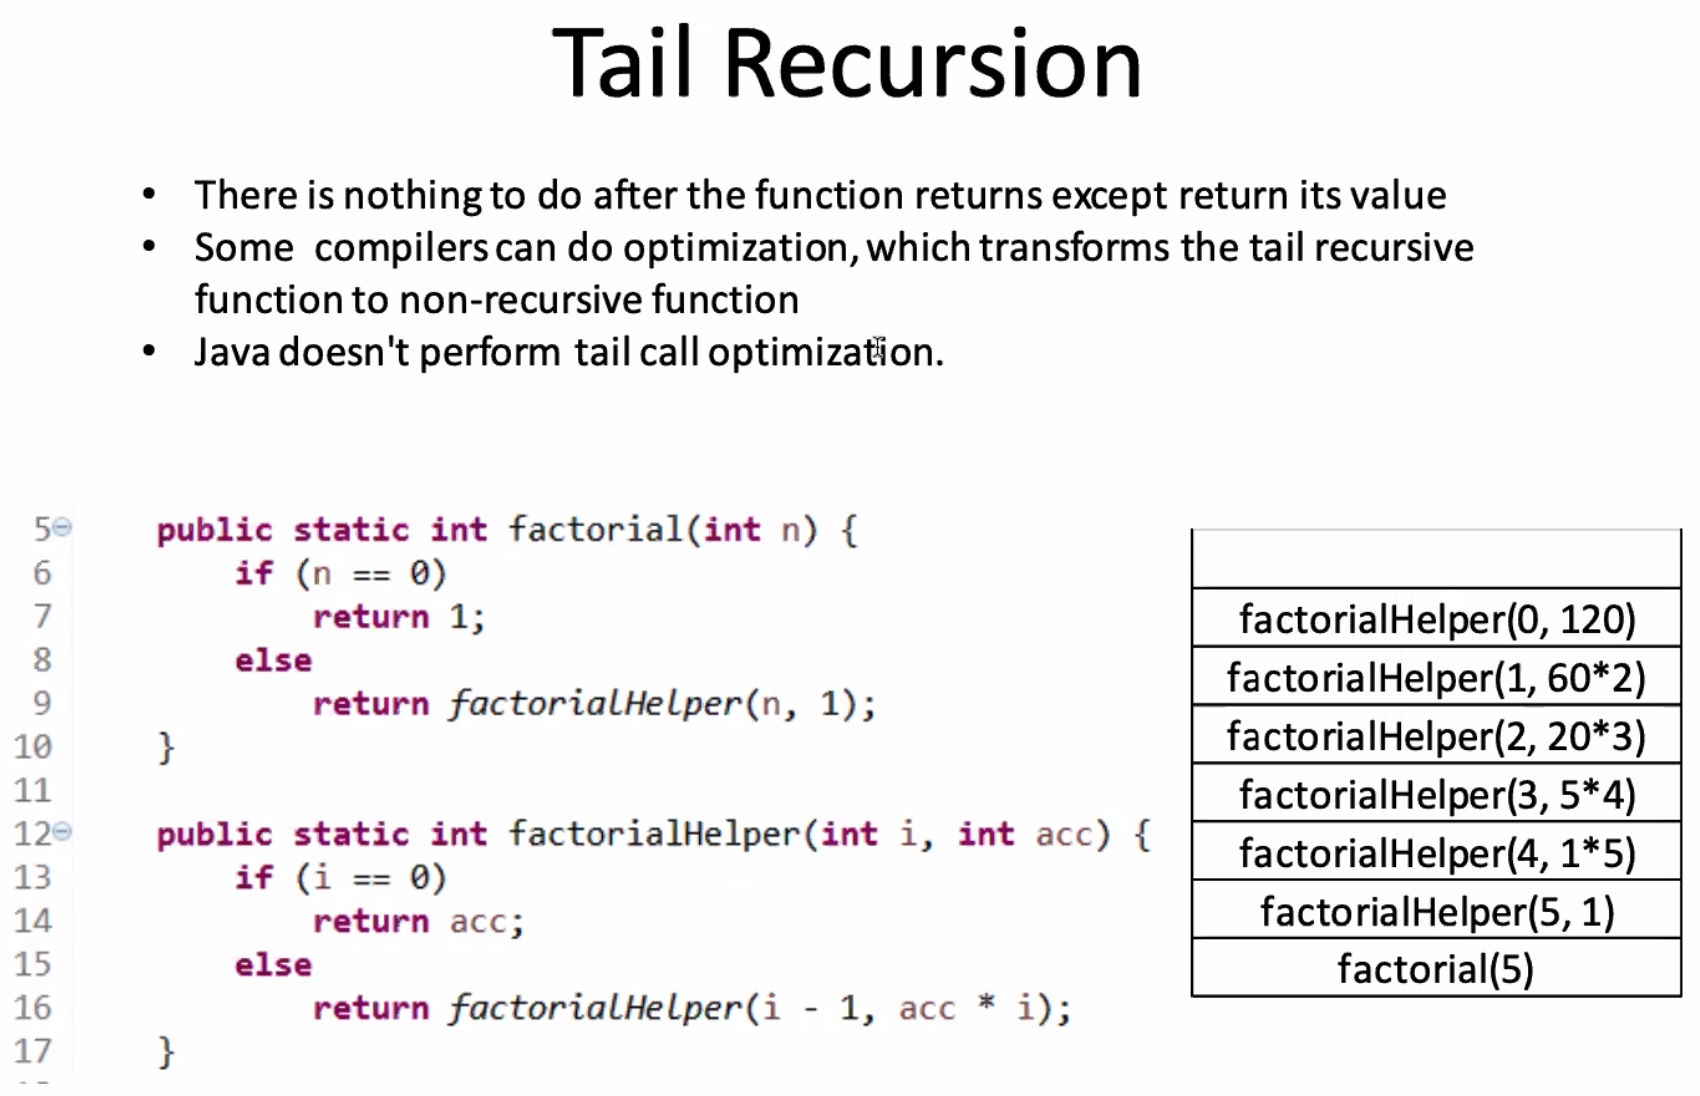 Tail Recursion
• There is nothing to do after the function returns except return its value
• Some compilers can do optimization, which transforms the tail recursive
function to non-recursive function
• Java doesn't perform tail call optimization.
5 public static int factorial(int n) {
6 if (n == 0)
7 return 1;
8 else
9 return factorialHelper(n, 1);
10 }
11
12 public static int factorialHelper(int i, int acc) {
13 if (i == 0)
14 return acc;
15 else
16 return factorialHelper(i - 1, acc * i);
17 }
factorialHelper(0, 120)
factorialHelper(1, 60*2)
factorialHelper(2, 20*3)
factorialHelper(3, 5*4)
factorialHelper(4, 1*5)
factorialHelper(5, 1)
factorial(5)